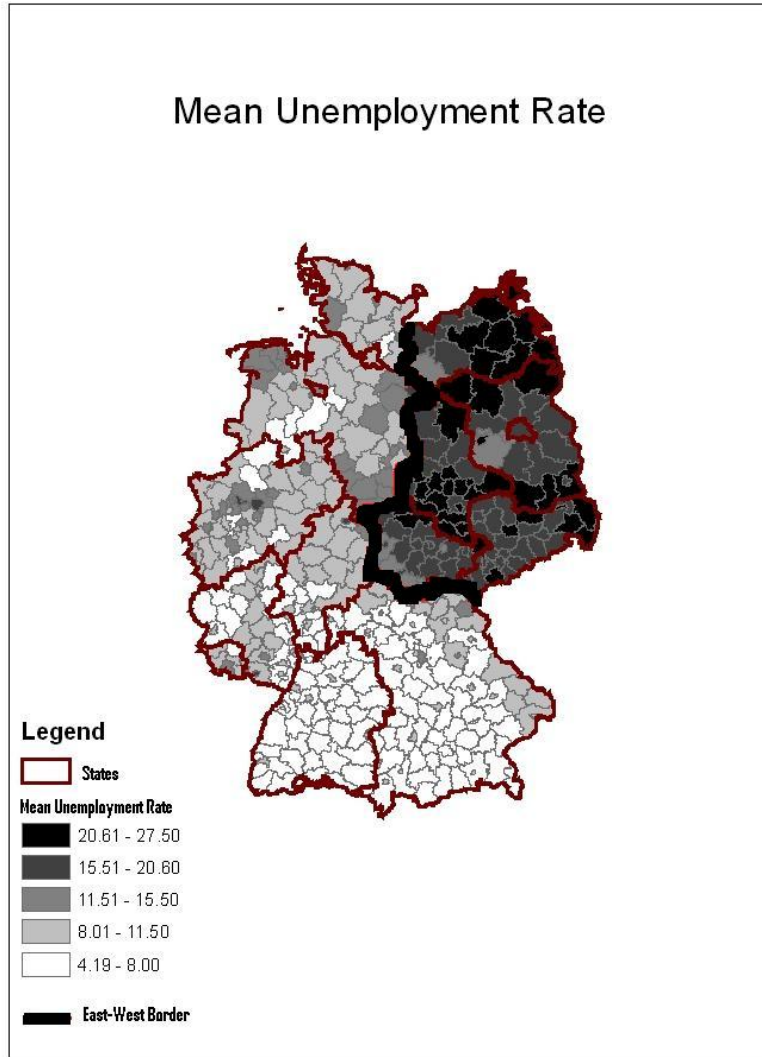 Mean Unemployment Rate
Legend
States
Mean Unemployment Rate
20.61 - 27.50
15.51 - 20.60
11.51 - 15.50
8.01 - 11.50
4.19 - 8.00
East-West Border